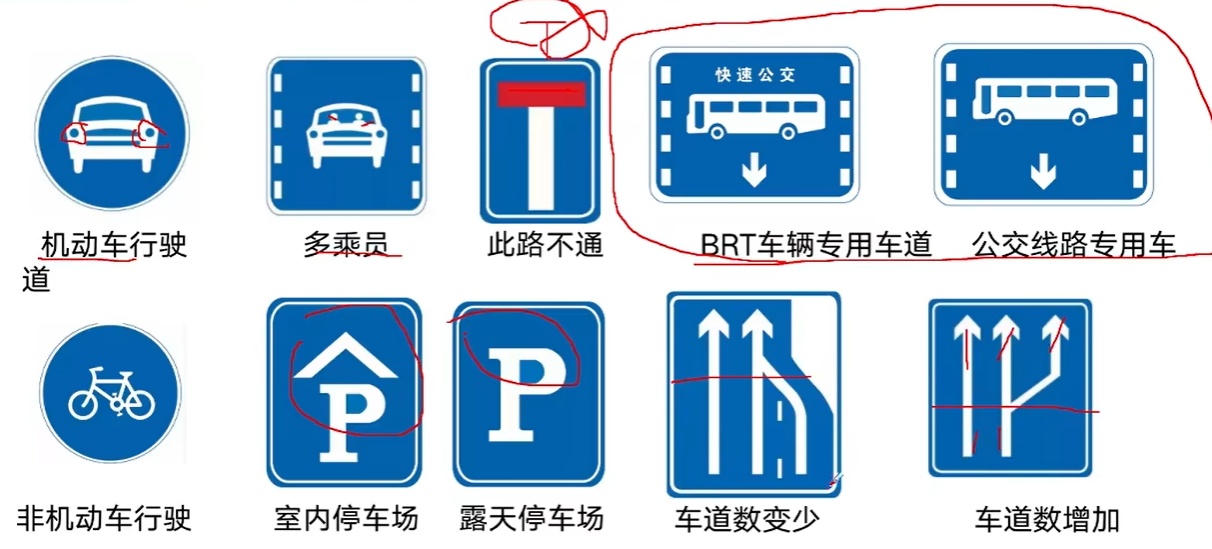 快速公交
机动车行驶
道
多乘员
此路不通
BRT车辆专用车道
公交线路专用车
P
P
非机动车行驶
室内停车场
露天停车场
车道数变少
车道数增加